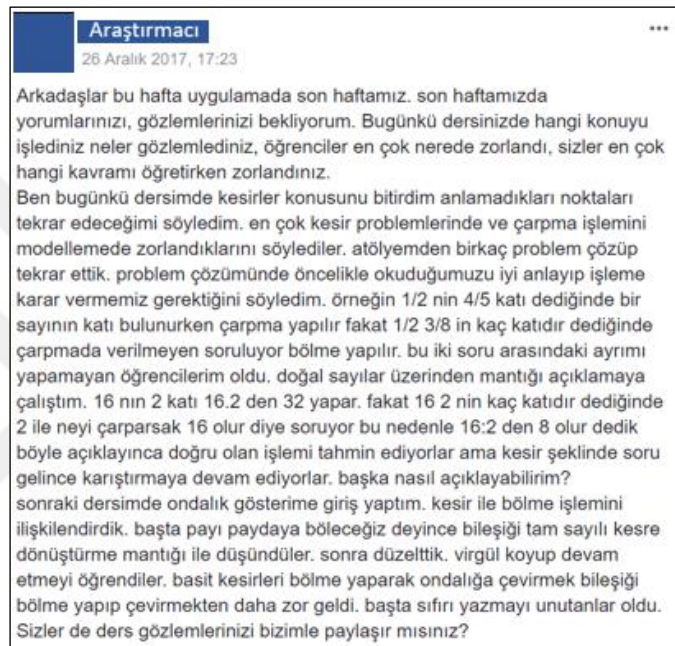 Araştırmacı
26 Aralık 2017, 17:23
Arkadaşlar bu hafta uygulamada son haftamız. son haftamızda
yorumlarınızı, gözlemlerinizi bekliyorum. Bugünkü dersinizde hangi konuyu
işlediniz neler gözlemlediniz, öğrenciler en çok nerede zorlandı, sizler en çok
hangi kavramı öğretirken zorlandınız.
Ben bugünkü dersimde kesirler konusunu bitirdim anlamadıkları noktaları
tekrar edeceğimi söyledim. en çok kesir problemlerinde ve çarpma işlemini
modellemede zorlandıklarını söylediler. atölyemden birkaç problem çözüp
tekrar ettik. problem çözümünde öncelikle okuduğumuzu iyi anlayıp işleme
karar vermemiz gerektiğini söyledim. örneğin 1/2 nin 4/5 katı dediğinde bir
sayının katı bulunurken çarpma yapılır fakat 1/2 3/8 in kaç katıdır dediğinde
çarpmada verilmeyen soruluyor bölme yapılır. bu iki soru arasındaki ayrımı
yapamayan öğrencilerim oldu. doğal sayılar üzerinden mantığı açıklamaya
çalıştım. 16 nın 2 katı 16.2 den 32 yapar. fakat 16 2 nin kaç katıdır dediğinde
2 ile neyi çarparsak 16 olur diye soruyor bu nedenle 16:2 den 8 olur dedik
böyle açıklayınca doğru olan işlemi tahmin ediyorlar ama kesir şeklinde soru
gelince karıştırmaya devam ediyorlar. başka nasıl açıklayabilirim?
sonraki dersimde ondalık gösterime giriş yaptım. kesir ile bölme işlemini
ilişkilendirdik. başta payı paydaya böleceğiz deyince bileşiği tam sayılı kesre
dönüştürme mantığı ile düşündüler. sonra düzelttik. virgül koyup devam
etmeyi öğrendiler. basit kesirleri bölme yaparak ondalığa çevirmek bileşiği
bölme yapıp çevirmekten daha zor geldi. başta sıfırı yazmayı unutanlar oldu.
Sizler de ders gözlemlerinizi bizimle paylaşır mısınız?